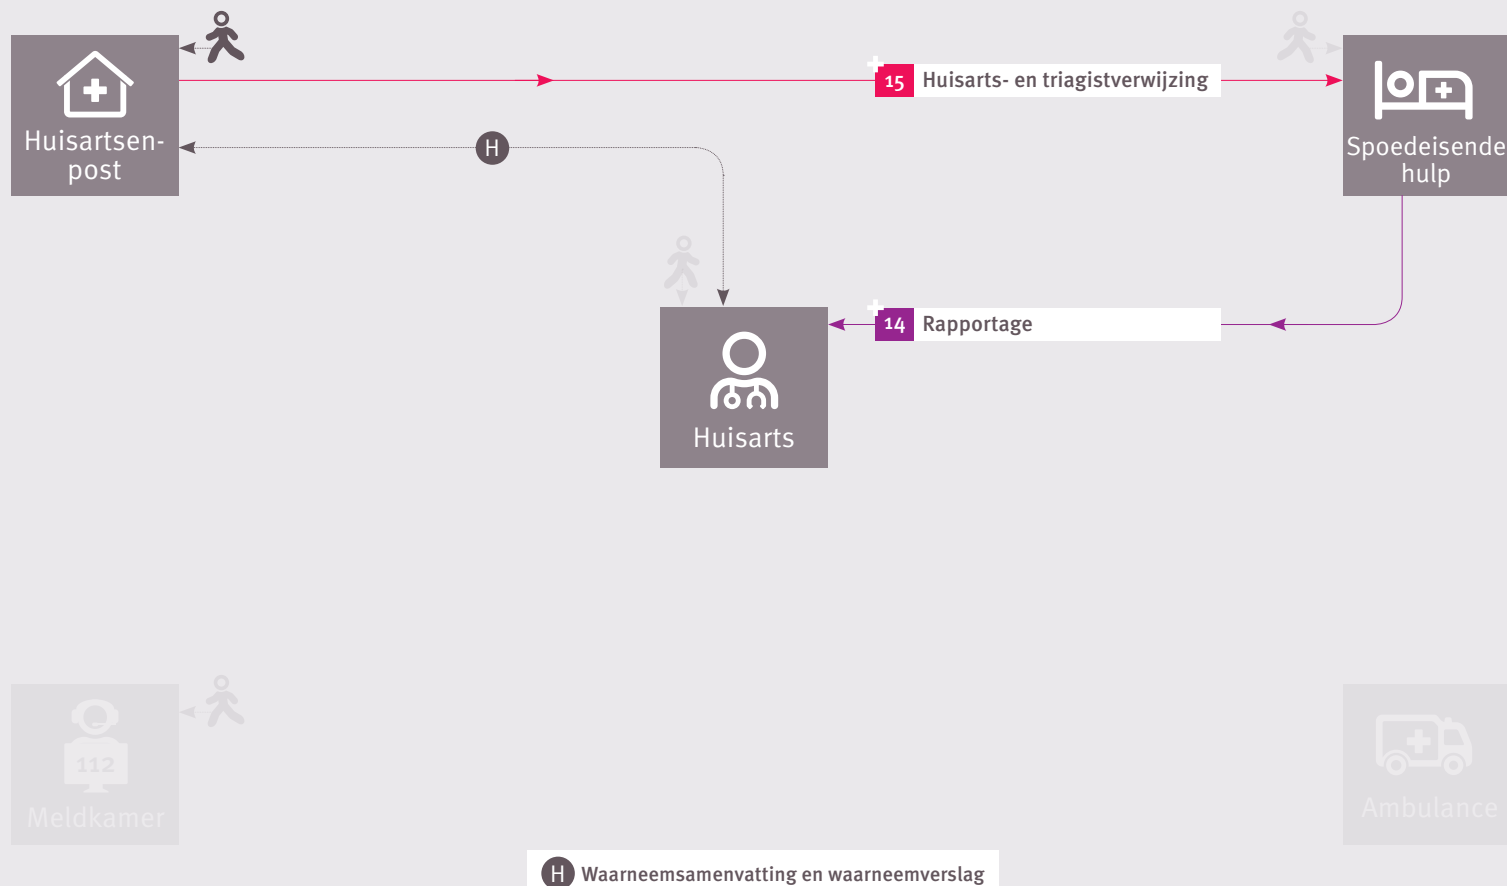 15 Huisarts- en triagistverwijzing
Huisartsen-
post
H
Spoedeisende
hulp
14 Rapportage
Huisarts
112
Meldkamer
Ambulance
H Waarneemsamenvatting en waarneemverslag